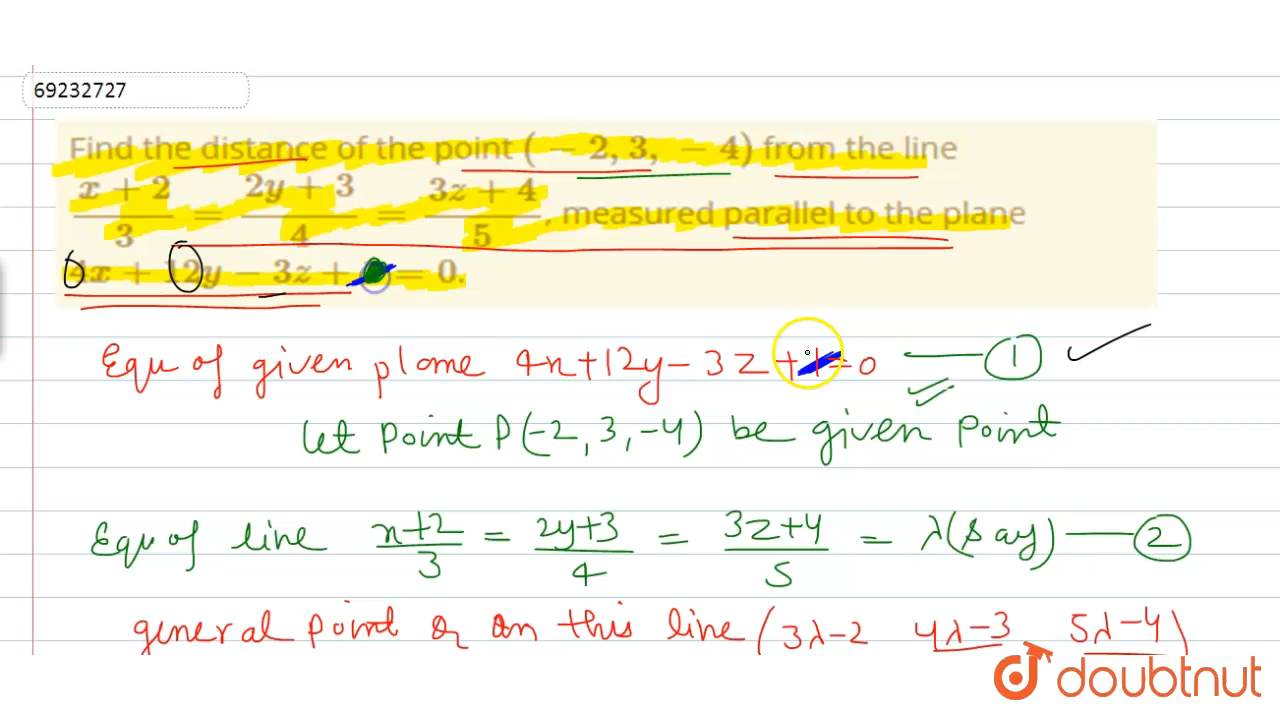 69232727
Find the distance of the point (−2, 3, −4) from the line
x + 2 / 3 = 2y + 3 / 4 = 3z + 4 / 5, measured parallel to the plane
4x + 12y − 3z + = 0.
Equ of given plane 4x+12y-3z+1=0 — 1
let point P(-2, 3, -4) be given point
Equ of line x+2 / 3 = 2y+3 / 4 = 3z+4 / 5 = λ (say) — 2
general point on this line (3λ-2 4λ-3 5λ-4)
doubtnut